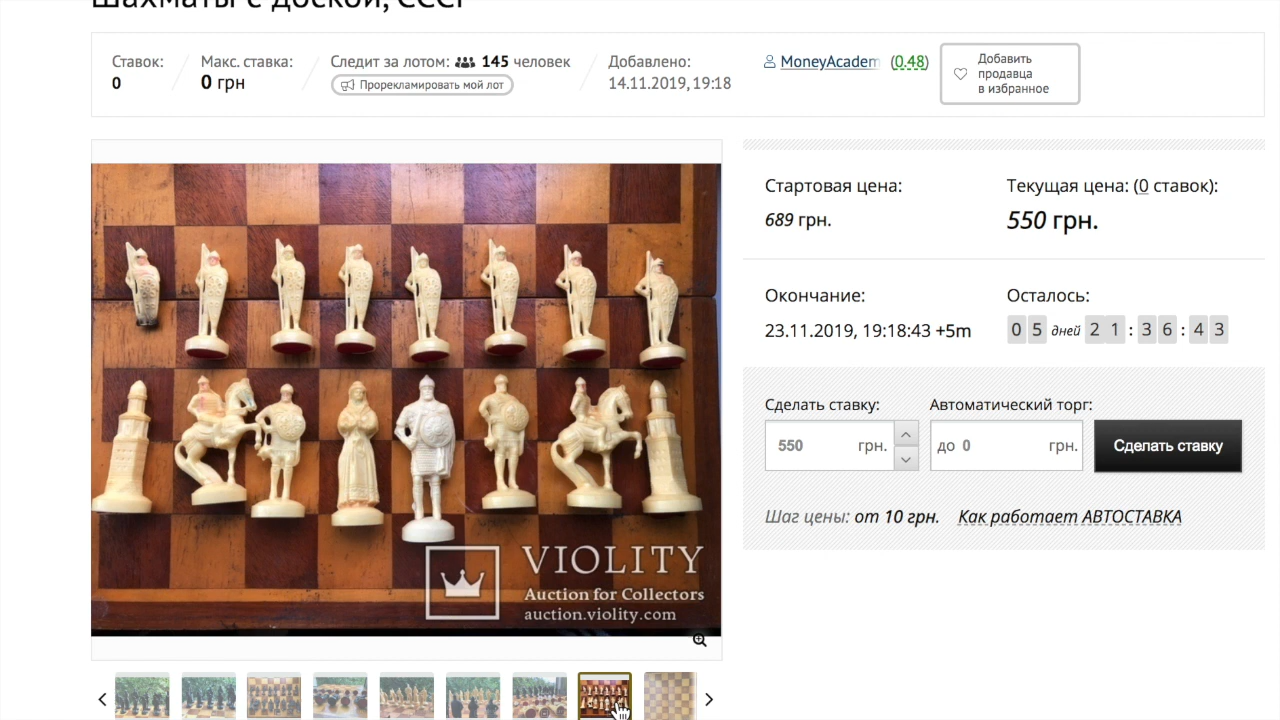 Шахматы с доской, СССР
Ставок:
0
Макс. ставка:
0 грн
Следит за лотом: 145 человек
Прорекламировать мой лот
Добавлено:
14.11.2019, 19:18
MoneyAcadem (0.48)
Добавить
продавца
в избранное
Стартовая цена:
689 грн.
Текущая цена: (0 ставок):
550 грн.
Окончание:
23.11.2019, 19:18:43 +5m
Осталось:
05 дней 21:36:43
Сделать ставку:
550 грн.
Автоматический торг:
до 0 грн.
Сделать ставку
Шаг цены: от 10 грн. Как работает АВТОСТАВКА
VIOLITY
Auction for Collectors
auction.violity.com